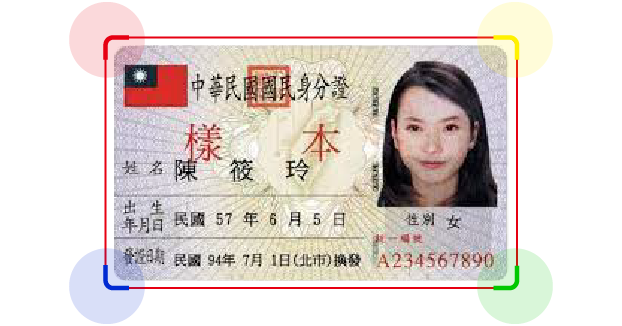 中華民國國民身分證
樣本
姓名 陳筱玲
出生年月日 民國 57 年 6 月 5 日
性別 女
發證日期 民國 94年 7月 1日(北市)換發
統一編號
A234567890